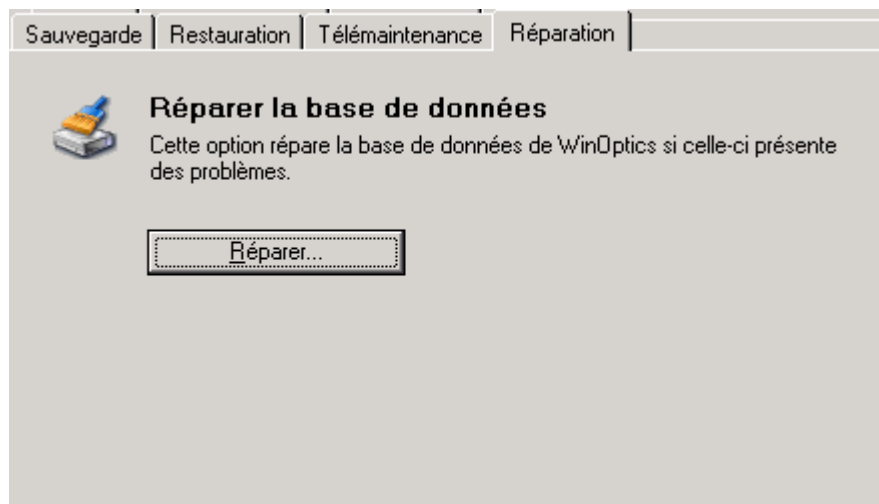 Sauvegarde Restauration Télémaintenance Réparation
Réparer la base de données
Cette option répare la base de données de WinOptics si celle-ci présente
des problèmes.
Réparer...